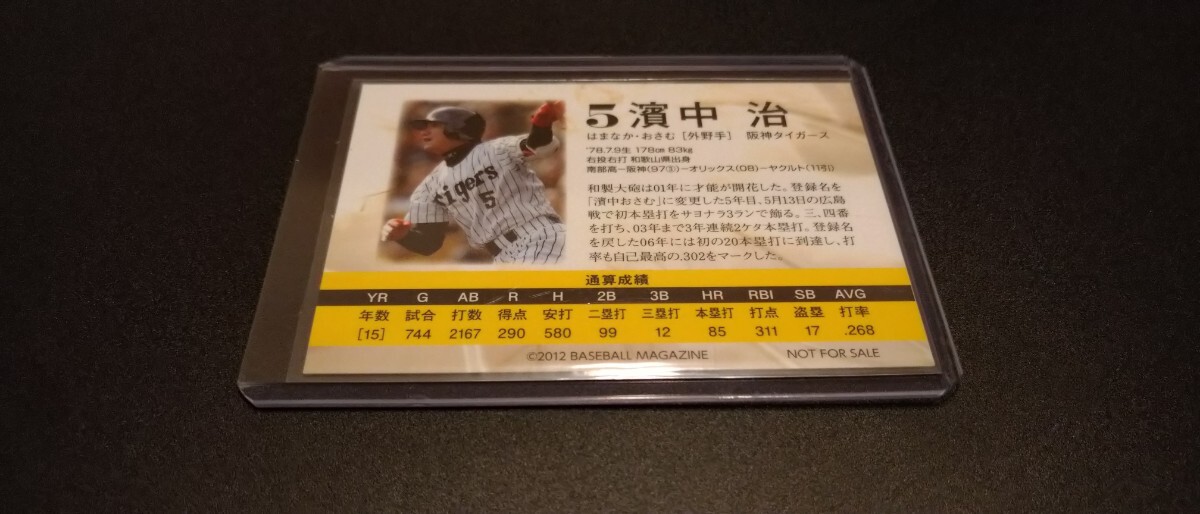 5 濱中 治
はまなか・おさむ [外野手] 阪神タイガース
'78.7.9生 178cm 83kg
右投右打 和歌山県出身
南部高－阪神(97③)－オリックス(08)－ヤクルト(11引)
和製大砲は01年に才能が開花した。登録名を
「濱中おさむ」に変更した5年目、5月13日の広島
戦で初本塁打をサヨナラ3ランで飾る。三、四番
を打ち、03年まで3年連続2ケタ本塁打。登録名
を戻した06年には初の20本塁打に到達し、打
率も自己最高の.302をマークした。
Tigers
5
通算成績
YR G AB R H 2B 3B HR RBI SB AVG
年数 試合 打数 得点 安打 二塁打 三塁打 本塁打 打点 盗塁 打率
[15] 744 2167 290 580 99 12 85 311 17 .268
©2012 BASEBALL MAGAZINE NOT FOR SALE